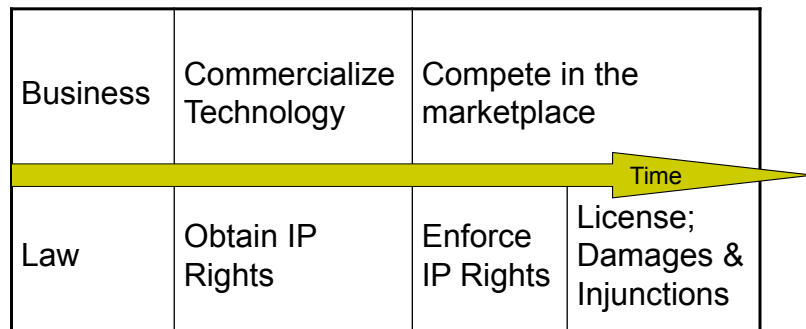 Business
Commercialize
Technology
Compete in the
marketplace
Time
Law
Obtain IP
Rights
Enforce
IP Rights
License;
Damages &
Injunctions